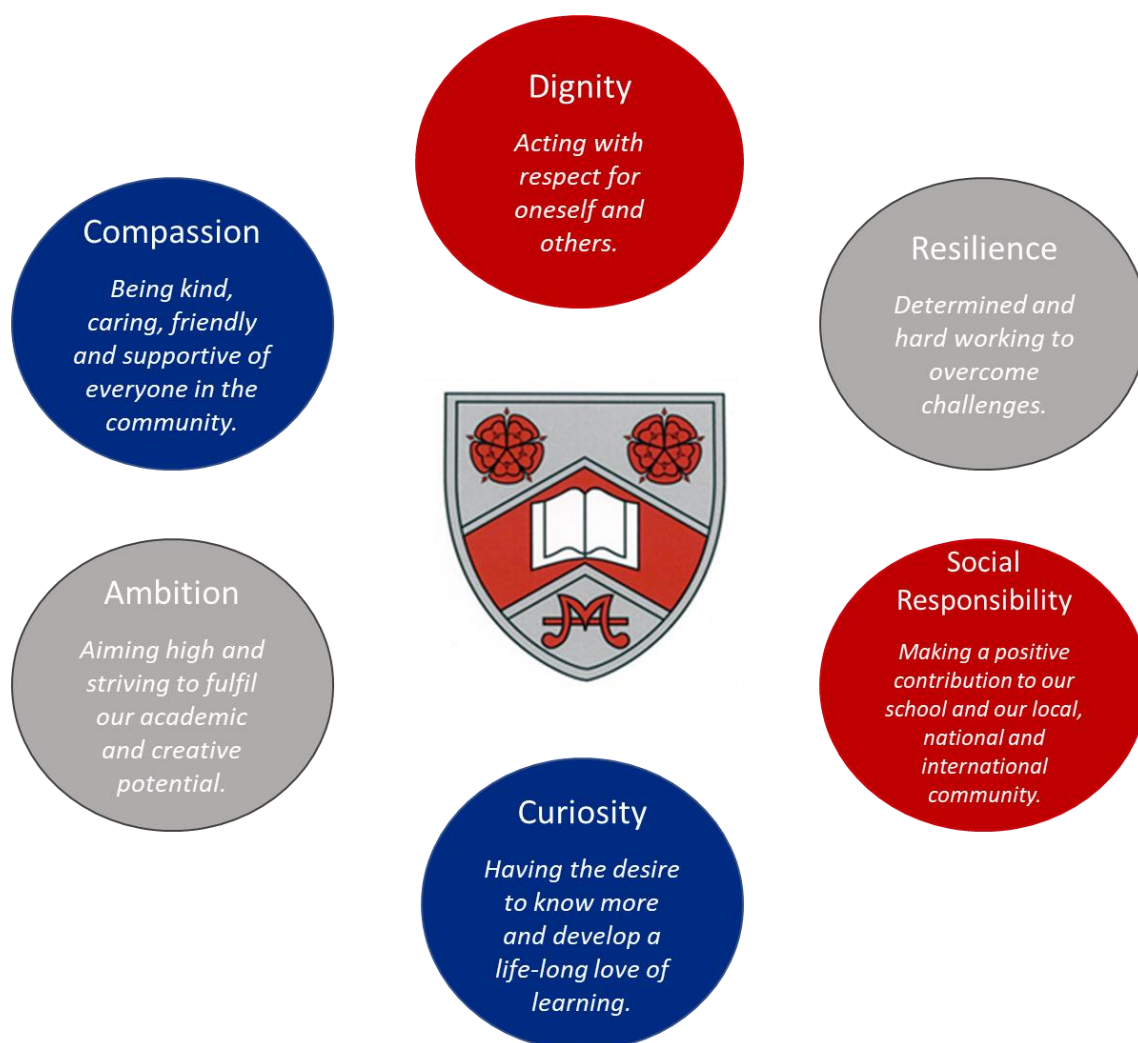 Dignity
Acting with
respect for
oneself and
others.
Compassion
Being kind,
caring, friendly
and supportive of
everyone in the
community.
Resilience
Determined and
hard working to
overcome
challenges.
Ambition
Aiming high and
striving to fulfil
our academic
and creative
potential.
Social
Responsibility
Making a positive
contribution to our
school and our local,
national and
international
community.
Curiosity
Having the desire
to know more
and develop a
life-long love of
learning.
M